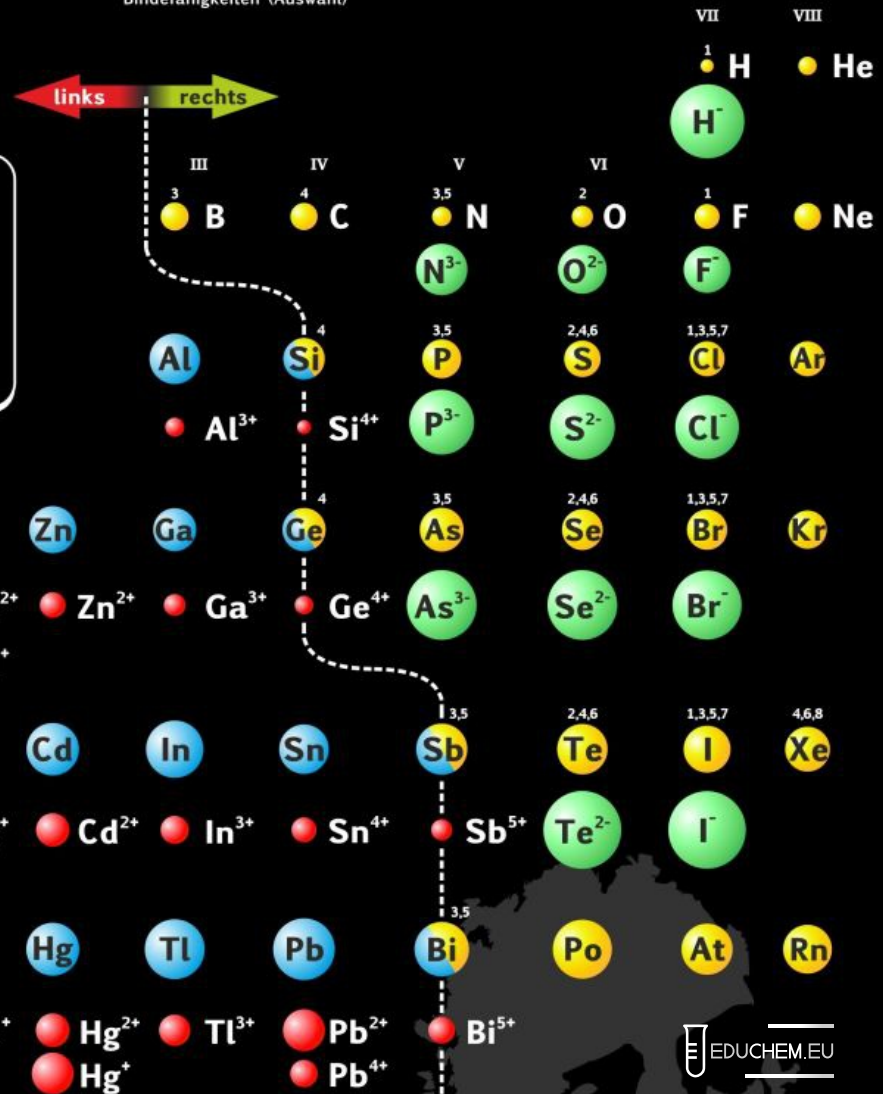 Bindefähigkeiten (Auswahl)
VII VIII
1
H He
links rechts
H⁻
III IV V VI
3 4 3,5 2 1
B C N O F Ne
N³⁻ O²⁻ F⁻
4 3,5 2,4,6 1,3,5,7
Al Si P S Cl Ar
Al³⁺ Si⁴⁺ P³⁻ S²⁻ Cl⁻
4 3,5 2,4,6 1,3,5,7
Zn Ga Ge As Se Br Kr
2+ Zn²⁺ Ga³⁺ Ge⁴⁺ As³⁻ Se²⁻ Br⁻
+
3,5 2,4,6 1,3,5,7 4,6,8
Cd In Sn Sb Te I Xe
+ Cd²⁺ In³⁺ Sn⁴⁺ Sb⁵⁺ Te²⁻ I⁻
3,5
Hg Tl Pb Bi Po At Rn
+ Hg²⁺ Tl³⁺ Pb²⁺ Bi⁵⁺
Hg⁺ Pb⁴⁺
EDUCHEM.EU